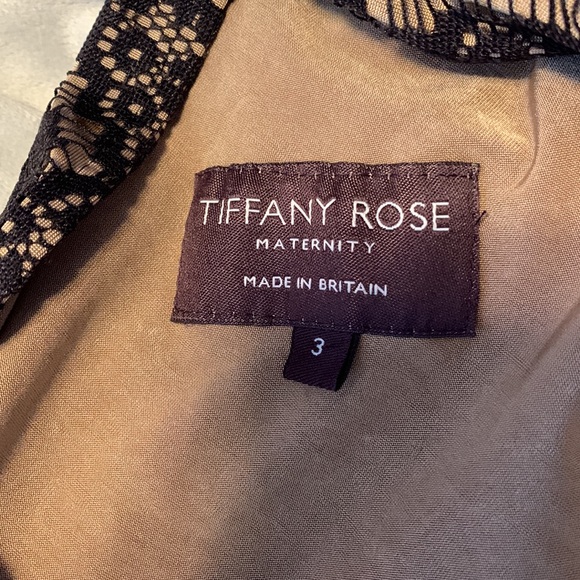 TIFFANY ROSE
MATERNITY
MADE IN BRITAIN
3